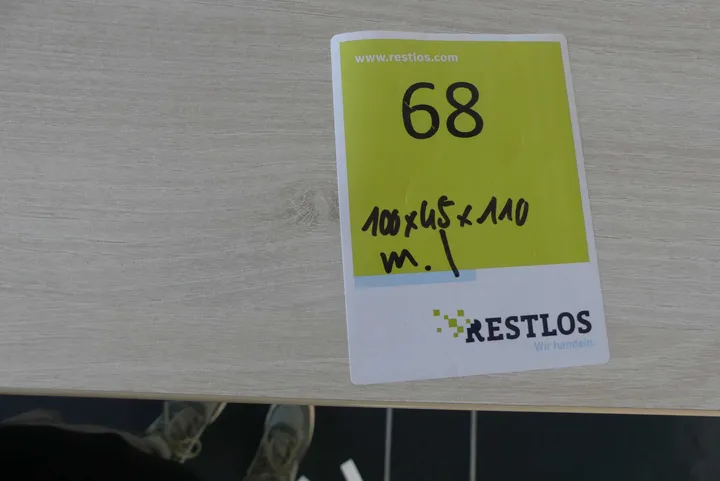 www.restlos.com
68
100x45x110
m.
RESTLOS
Wir handeln.